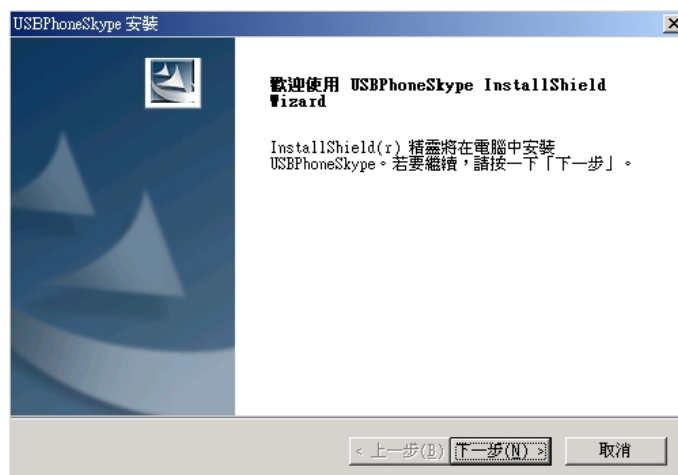 USBPhoneSkype 安裝
歡迎使用 USBPhoneSkype InstallShield
Wizard
InstallShield(r) 精靈將在電腦中安裝
USBPhoneSkype。若要繼續，請按一下「下一步」。
< 上一步(B) 下一步(N) > 取消